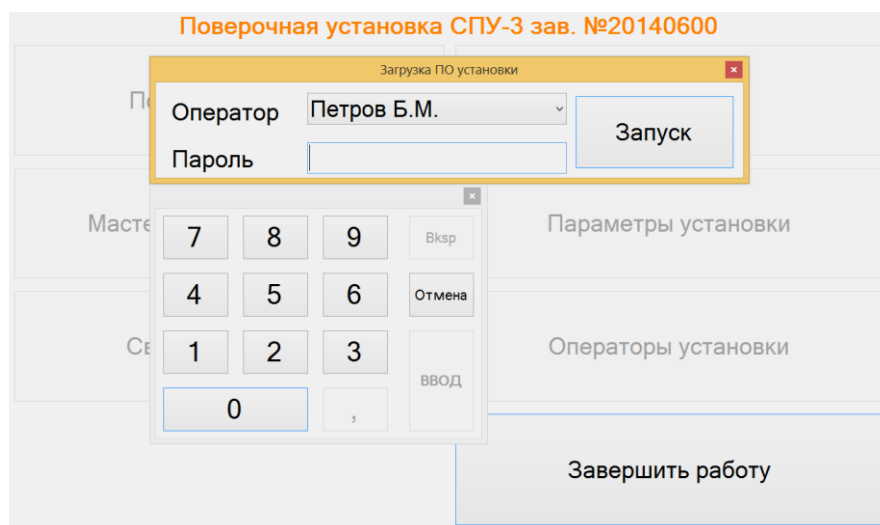 Поверочная установка СПУ-3 зав. №20140600
Загрузка ПО установки
Оператор Петров Б.М.
Запуск
Пароль
Параметры установки
7 8 9 Bksp
4 5 6 Отмена
1 2 3 ВВОД
0 ,
Операторы установки
Завершить работу